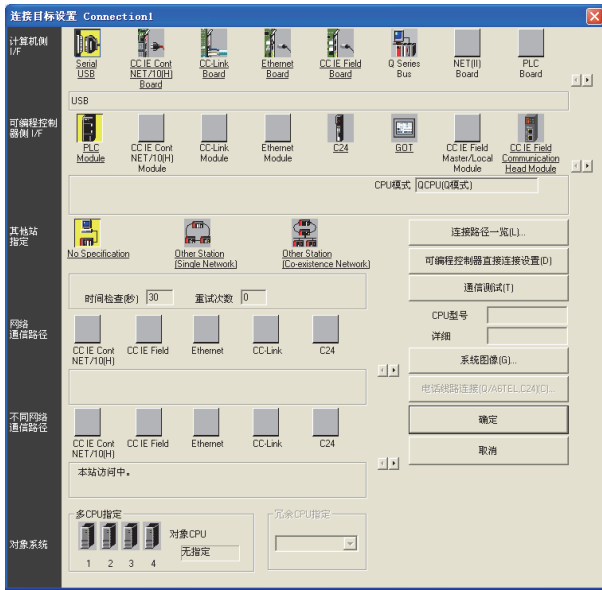 连接目标设置 Connection1
计算机侧
I/F
Serial
USB
CC IE Cont
NET/10(H)
Board
CC-Link
Board
Ethernet
Board
CC IE Field
Board
Q Series
Bus
NET(II)
Board
PLC
Board
USB
可编程控制
器侧 I/F
PLC
Module
CC IE Cont
NET/10(H)
Module
CC-Link
Module
Ethernet
Module
C24
GOT
CC IE Field
Master/Local
Module
CC IE Field
Communication
Head Module
CPU模式 QCPU(Q模式)
其他站
指定
No Specification
Other Station
(Single Network)
Other Station
(Co-existence Network)
时间检查(秒) 30 重试次数 0
连接路径一览(L)...
可编程控制器直接连接设置(D)
通信测试(T)
CPU型号
详细
系统图像(G)...
电话线路连接(Q/A6TEL,C24)(C)...
确定
取消
网络
通信路径
CC IE Cont
NET/10(H)
CC IE Field
Ethernet
CC-Link
C24
不同网络
通信路径
CC IE Cont
NET/10(H)
CC IE Field
Ethernet
CC-Link
C24
本站访问中。
对象系统
多CPU指定
1 2 3 4
对象CPU
无指定
冗余CPU指定